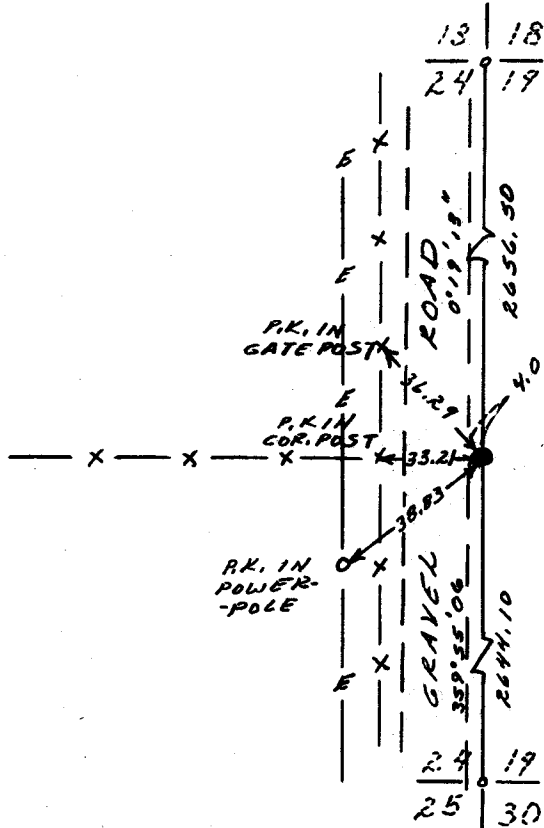 13 18
24 19
E
X
X
E
ROAD
0°19'13"
2656.50
P.K. IN
GATE POST
X
36.29
4.0
E
P.K. IN
COR. POST
X X X X
33.21
38.83
P.K. IN
POWER-
-POLE
X
GRAVEL
359°55'06
2644.10
X
E
24 19
25 30